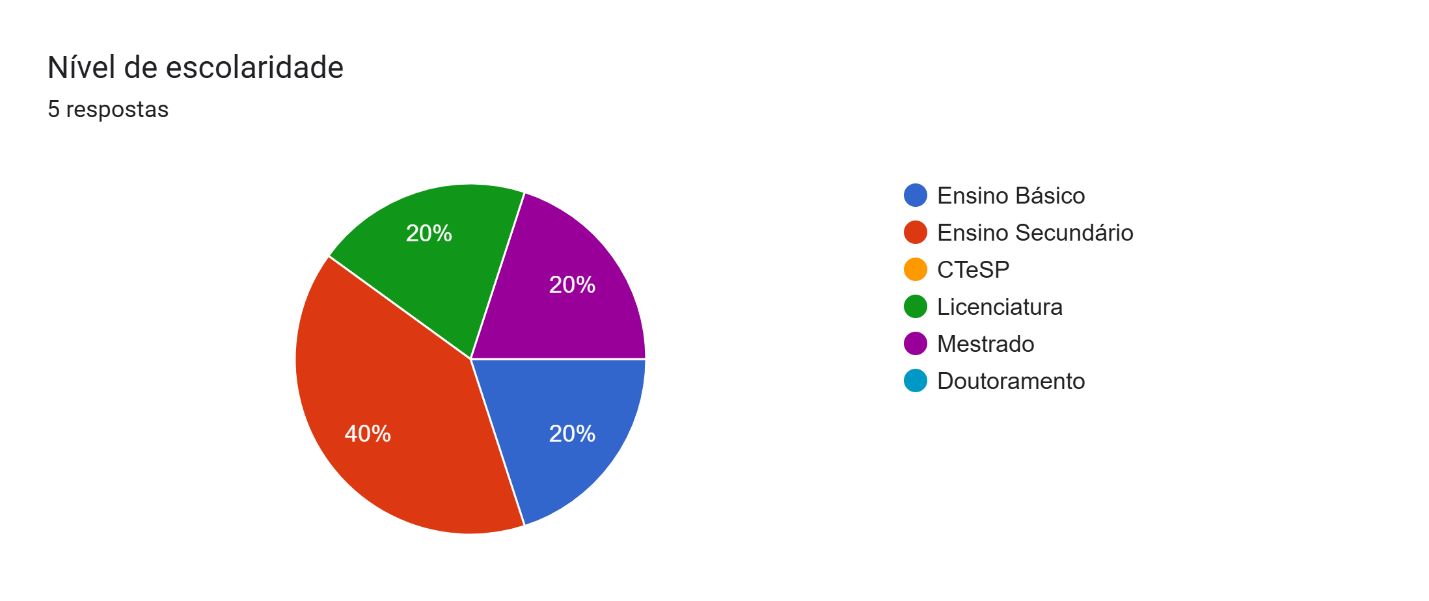 Nível de escolaridade
5 respostas
20%
20%
40%
20%
Ensino Básico
Ensino Secundário
CTeSP
Licenciatura
Mestrado
Doutoramento